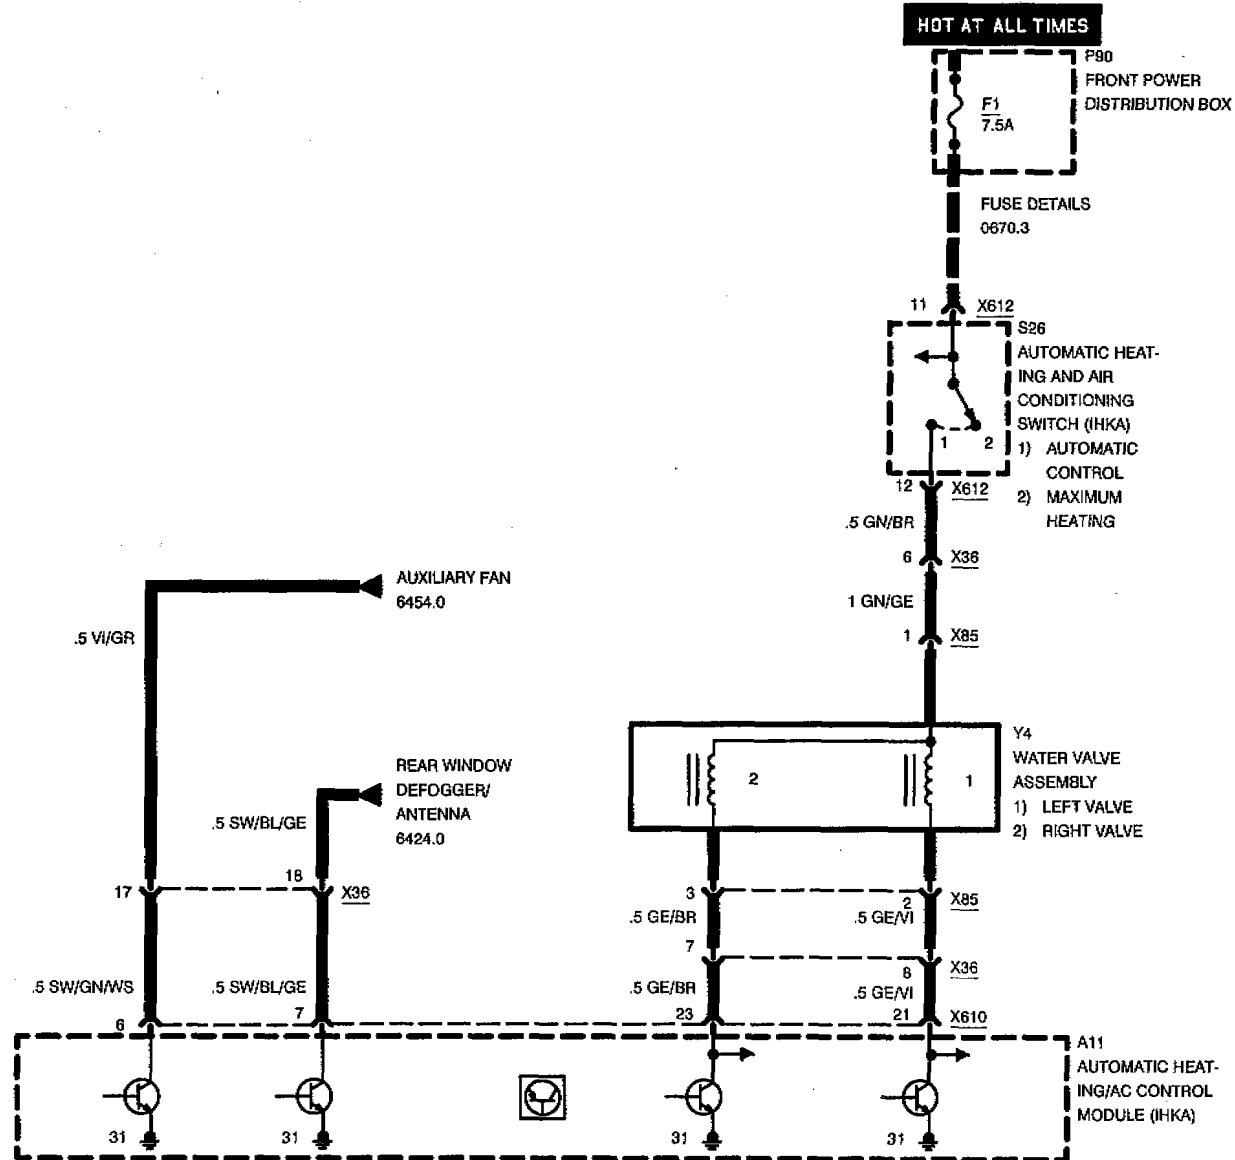 HOT AT ALL TIMES
P90
FRONT POWER
DISTRIBUTION BOX
F1
7.5A
FUSE DETAILS
0670.3
11
X612
S26
AUTOMATIC HEAT-
ING AND AIR
CONDITIONING
SWITCH (IHKA)
1) AUTOMATIC
CONTROL
2) MAXIMUM
HEATING
1
2
12
X612
.5 GN/BR
6
X36
1 GN/GE
1
X85
AUXILIARY FAN
6454.0
.5 VI/GR
Y4
WATER VALVE
ASSEMBLY
1) LEFT VALVE
2) RIGHT VALVE
2
1
REAR WINDOW
DEFOGGER/
ANTENNA
6424.0
.5 SW/BL/GE
17
18
X36
3
2
X85
.5 GE/BR
.5 GE/VI
7
8
X36
.5 SW/GN/WS
.5 SW/BL/GE
.5 GE/BR
.5 GE/VI
6
7
23
21
X610
A11
AUTOMATIC HEAT-
ING/AC CONTROL
MODULE (IHKA)
31
31
31
31